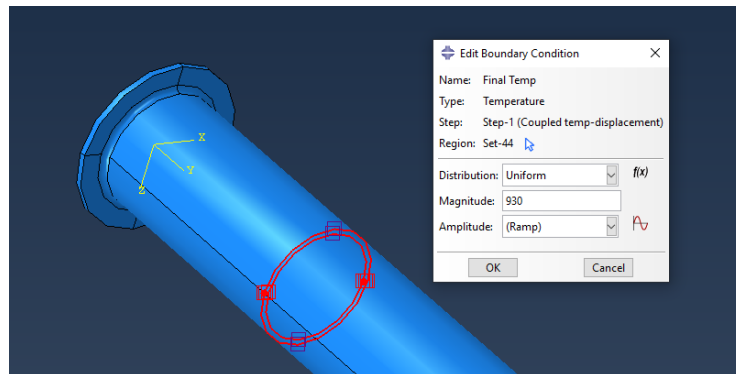 Edit Boundary Condition
Name: Final Temp
Type: Temperature
Step: Step-1 (Coupled temp-displacement)
Region: Set-44
Distribution: Uniform f(x)
Magnitude: 930
Amplitude: (Ramp)
OK Cancel
X
Y
Z